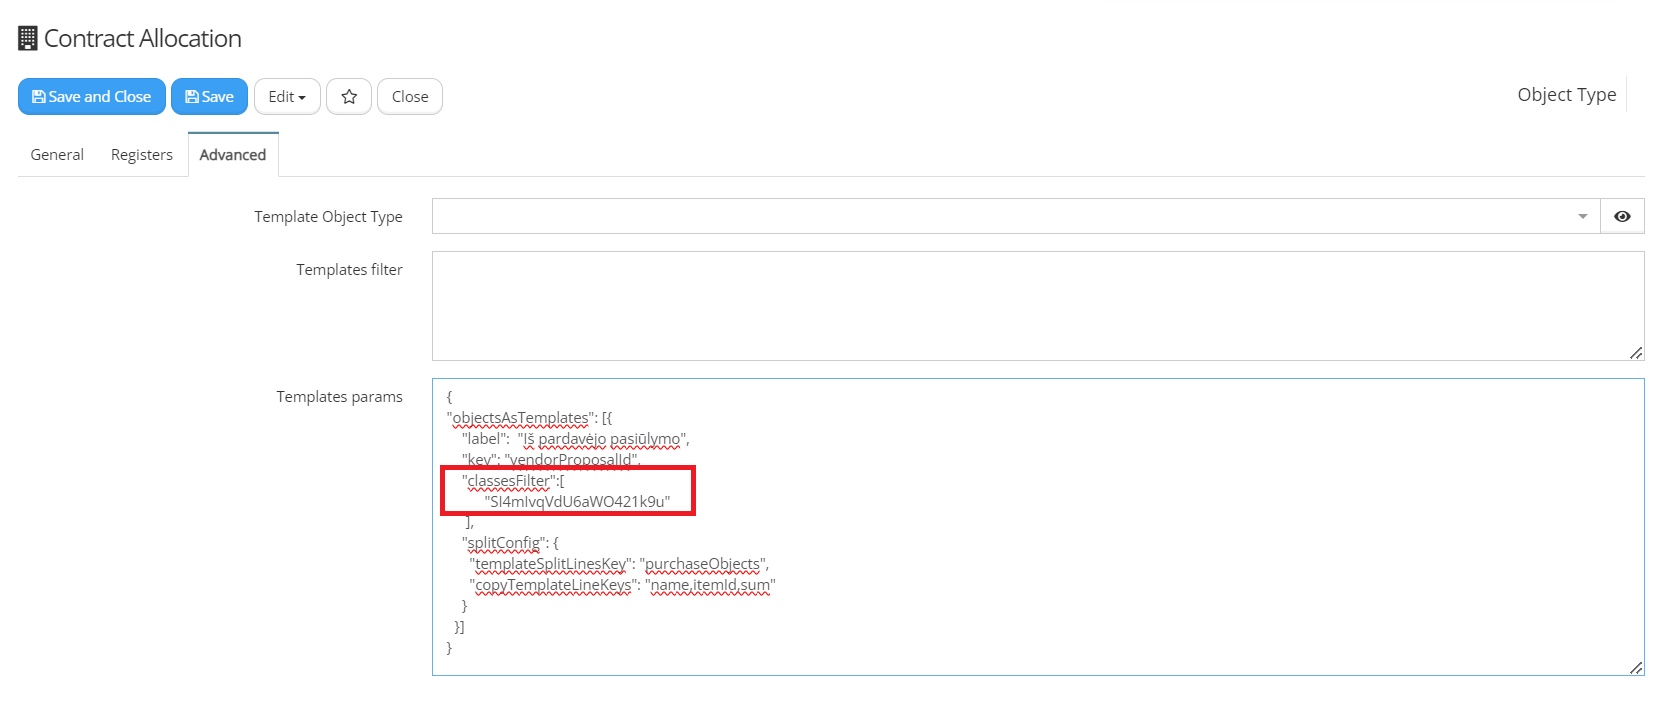 Contract Allocation
Save and Close Save Edit Close
Object Type
General Registers Advanced
Template Object Type
Templates filter
Templates params
{
"objectsAsTemplates": [{
"label": "Iš pardavėjo pasiūlymo",
"key": "vendorProposalId",
"classesFilter":[
"SI4mIvqVdU6aWO421k9u"
],
"splitConfig": {
"templateSplitLinesKey": "purchaseObjects",
"copyTemplateLineKeys": "name,itemId,sum"
}
}]
}